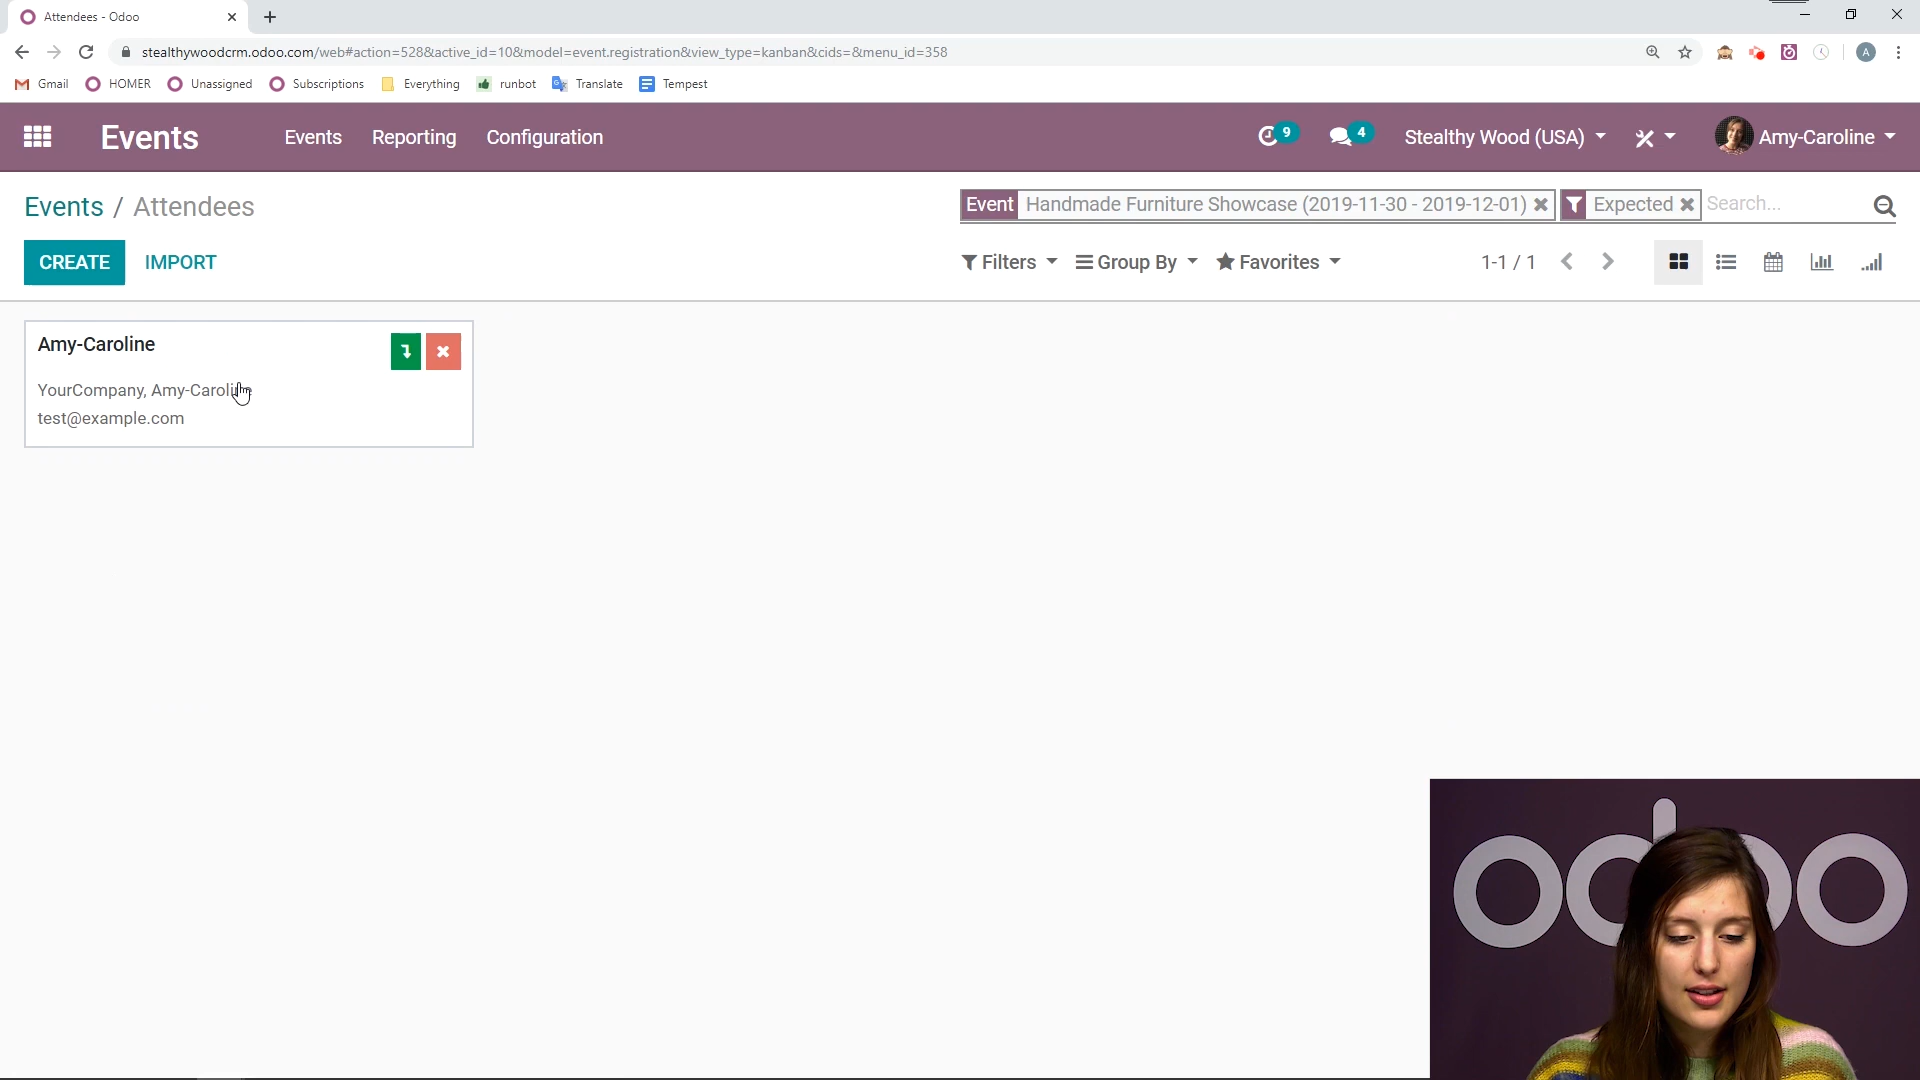 Attendees - Odoo
stealthywoodcrm.odoo.com/web#action=528&active_id=10&model=event.registration&view_type=kanban&cids=&menu_id=358
A
Gmail HOMER Unassigned Subscriptions Everything runbot Translate Tempest
Events Events Reporting Configuration 9 4 Stealthy Wood (USA) Amy-Caroline
Events / Attendees
Event Handmade Furniture Showcase (2019-11-30 - 2019-12-01) Expected Search...
CREATE IMPORT
Filters Group By Favorites 1-1 / 1
Amy-Caroline
YourCompany, Amy-Caroline
test@example.com
odoo